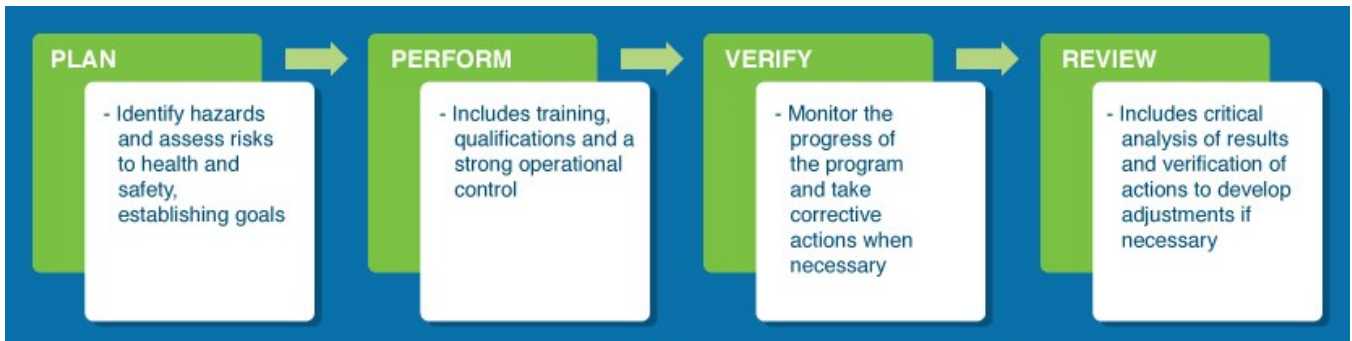 PLAN
- Identify hazards
and assess risks
to health and
safety,
establishing goals
PERFORM
- Includes training,
qualifications and a
strong operational
control
VERIFY
- Monitor the
progress of
the program
and take
corrective
actions when
necessary
REVIEW
- Includes critical
analysis of results
and verification of
actions to develop
adjustments if
necessary